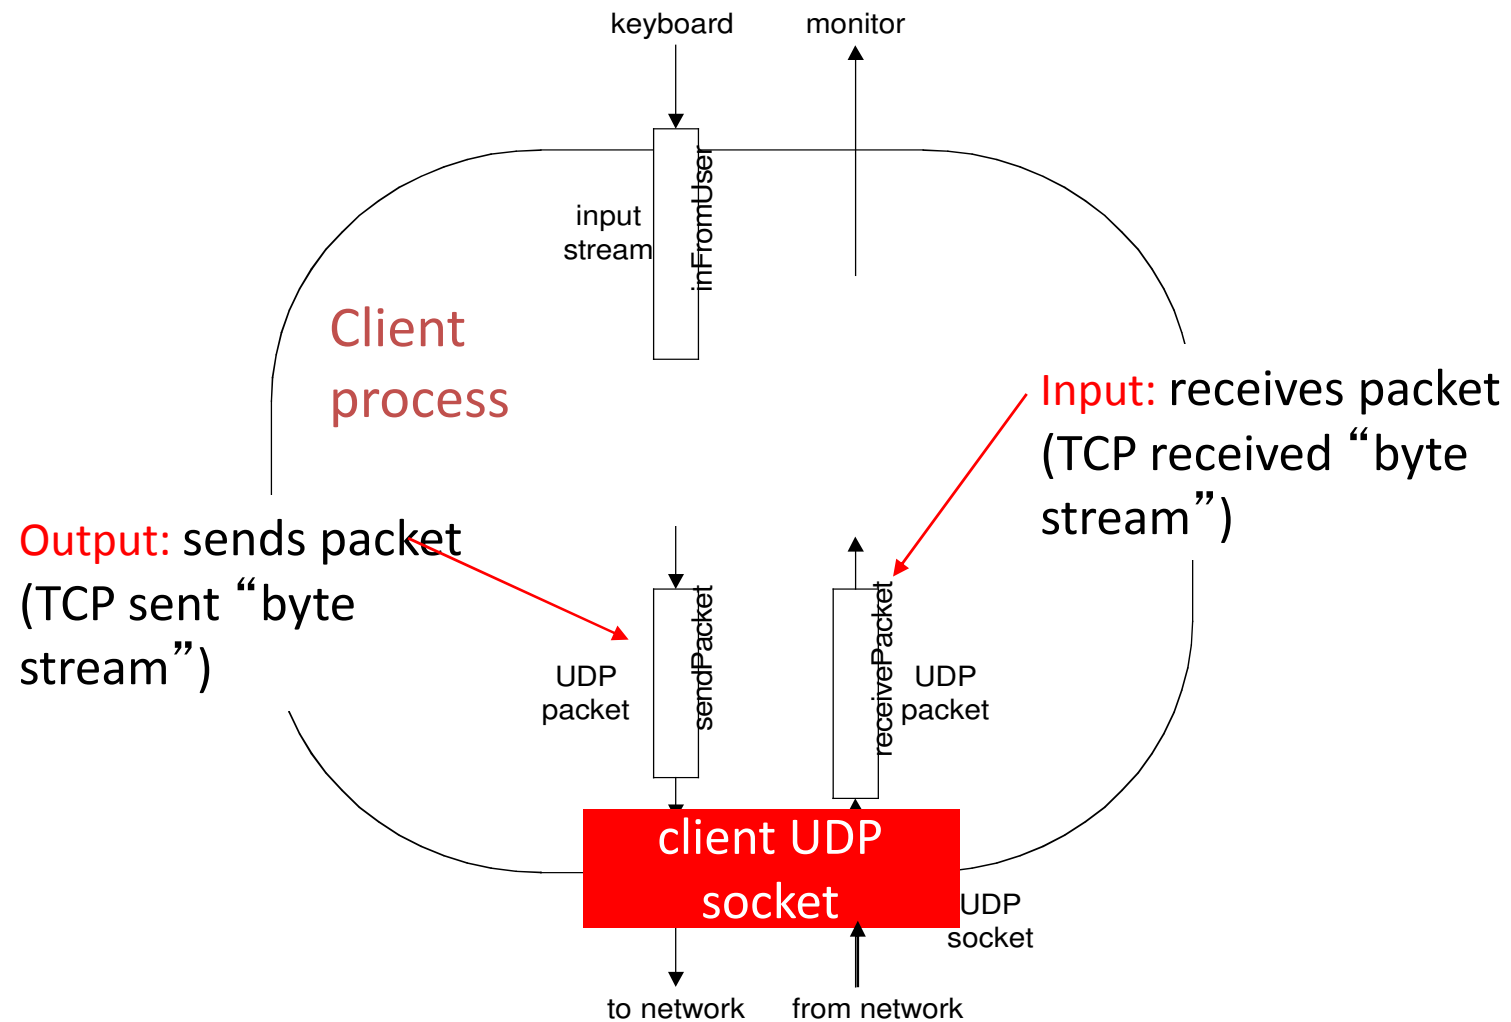 keyboard
monitor
inFromUser
input
stream
Client
process
Input: receives packet
(TCP received “byte
stream”)
Output: sends packet
(TCP sent “byte
stream”)
sendPacket
receivePacket
UDP
packet
UDP
packet
client UDP
socket
UDP
socket
to network
from network